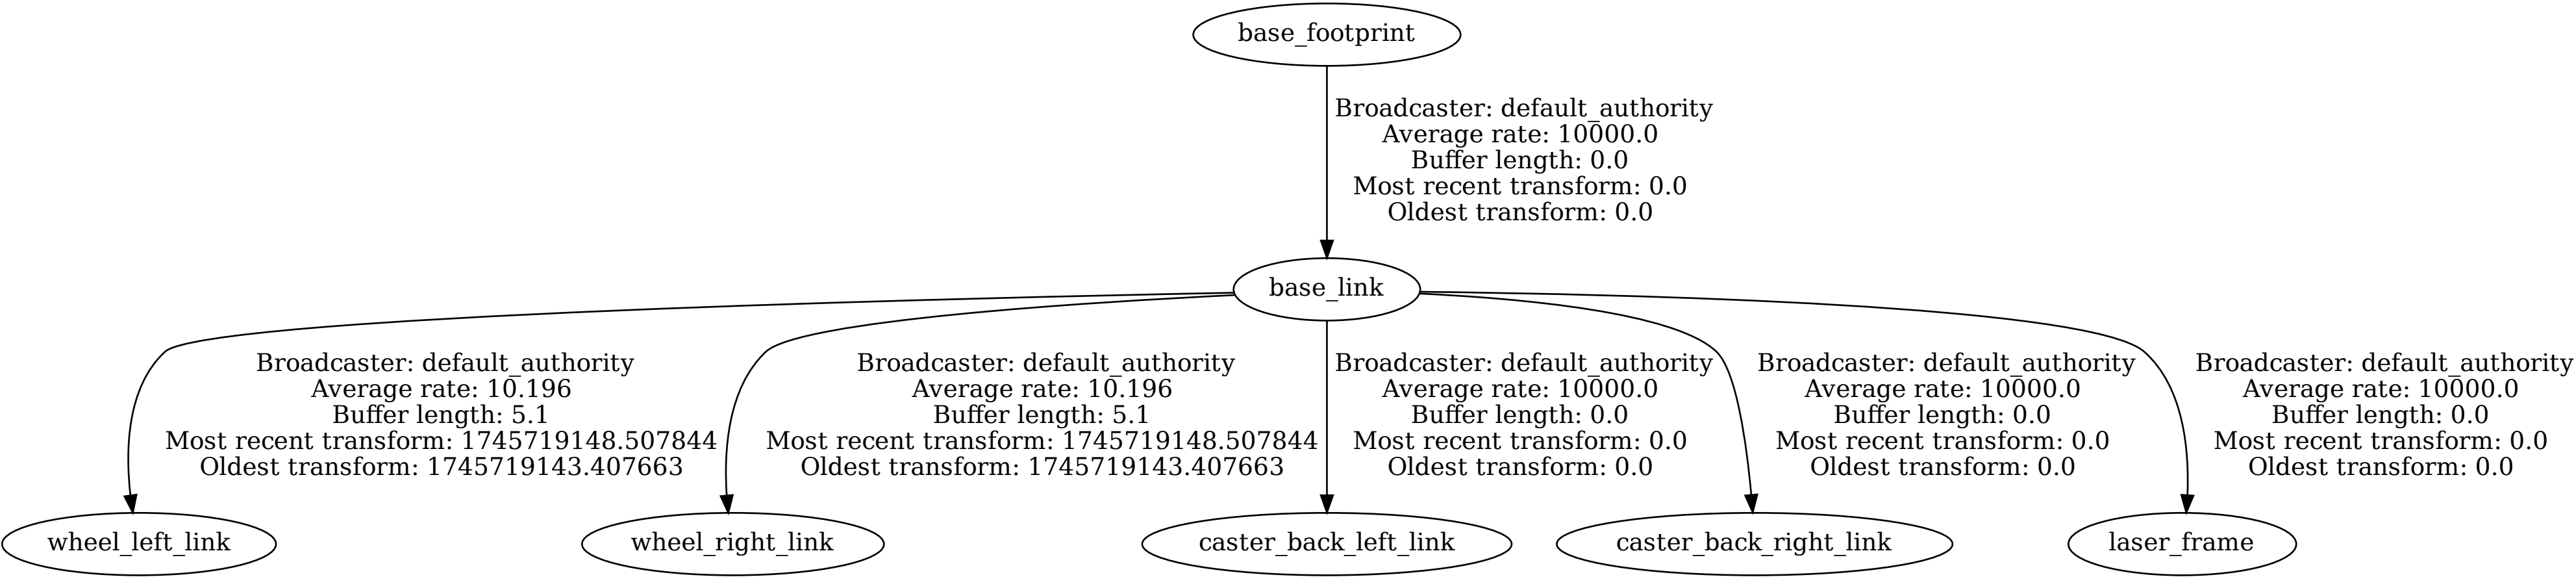 base_footprint
Broadcaster: default_authority
Average rate: 10000.0
Buffer length: 0.0
Most recent transform: 0.0
Oldest transform: 0.0
base_link
Broadcaster: default_authority
Average rate: 10.196
Buffer length: 5.1
Most recent transform: 1745719148.507844
Oldest transform: 1745719143.407663
Broadcaster: default_authority
Average rate: 10.196
Buffer length: 5.1
Most recent transform: 1745719148.507844
Oldest transform: 1745719143.407663
Broadcaster: default_authority
Average rate: 10000.0
Buffer length: 0.0
Most recent transform: 0.0
Oldest transform: 0.0
Broadcaster: default_authority
Average rate: 10000.0
Buffer length: 0.0
Most recent transform: 0.0
Oldest transform: 0.0
Broadcaster: default_authority
Average rate: 10000.0
Buffer length: 0.0
Most recent transform: 0.0
Oldest transform: 0.0
wheel_left_link
wheel_right_link
caster_back_left_link
caster_back_right_link
laser_frame